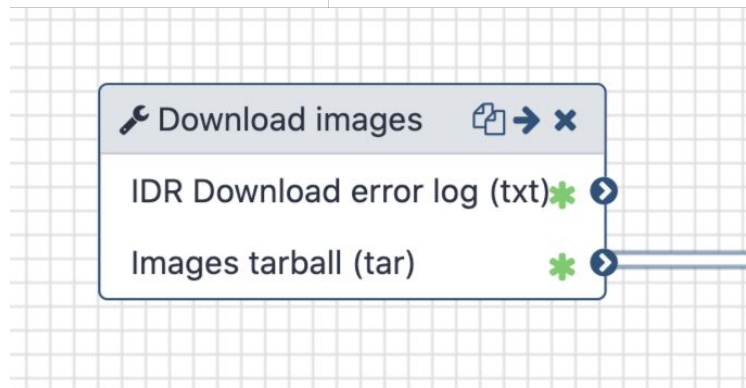 Download images
IDR Download error log (txt)
Images tarball (tar)